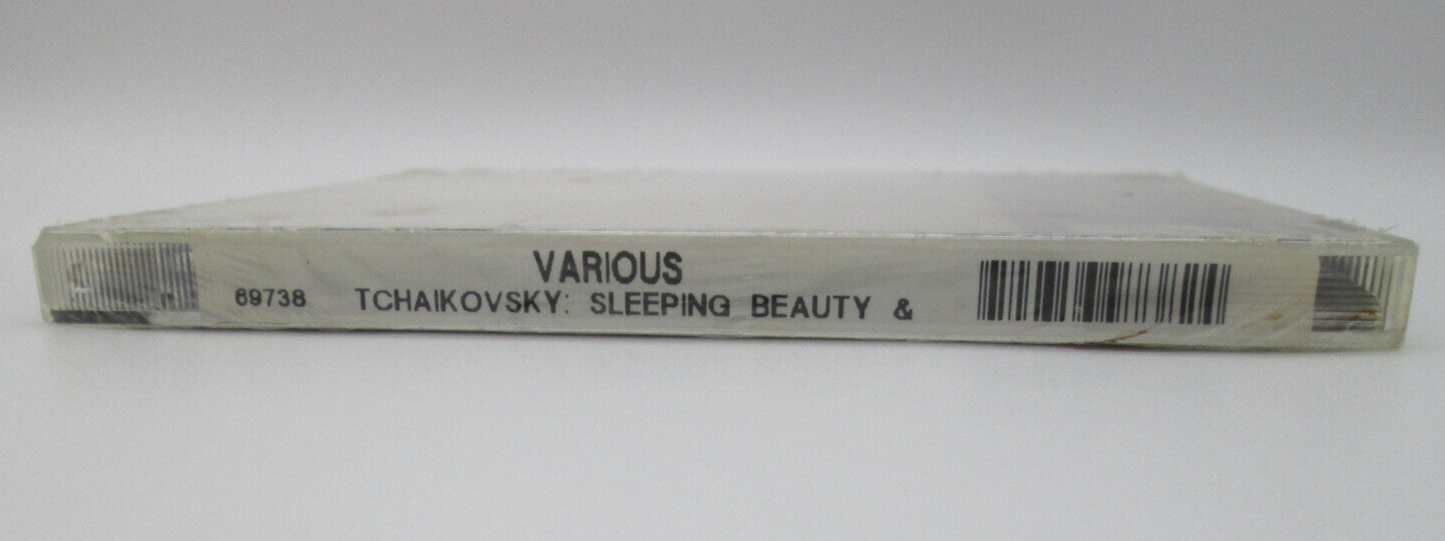 VARIOUS
69738 TCHAIKOVSKY: SLEEPING BEAUTY &